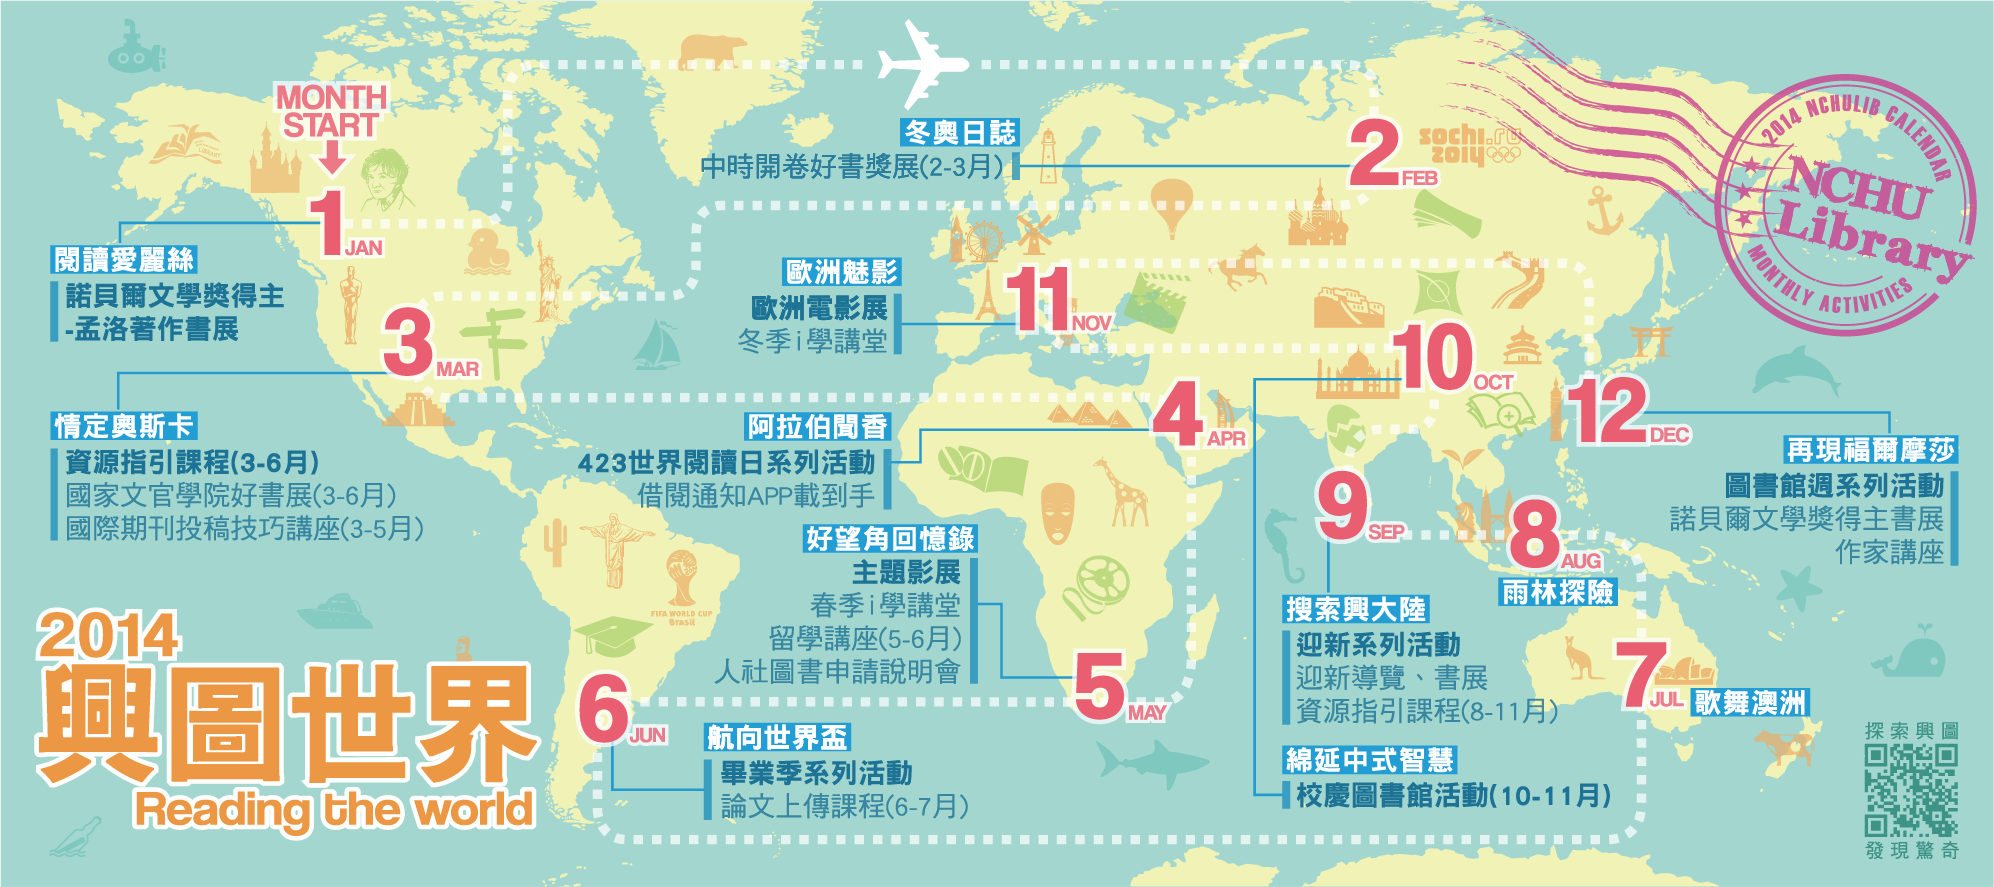 MONTH
START
1 JAN
閱讀愛麗絲
諾貝爾文學獎得主
-孟洛著作書展
2 FEB
冬奧日誌
中時開卷好書獎展(2-3月)
sochi.ru
2014
3 MAR
情定奧斯卡
資源指引課程(3-6月)
國家文官學院好書展(3-6月)
國際期刊投稿技巧講座(3-5月)
4 APR
阿拉伯聞香
423世界閱讀日系列活動
借閱通知APP載到手
5 MAY
好望角回憶錄
主題影展
春季i學講堂
留學講座(5-6月)
人社圖書申請說明會
6 JUN
航向世界盃
畢業季系列活動
論文上傳課程(6-7月)
FIFA WORLD CUP
Brasil
7 JUL
歌舞澳洲
8 AUG
雨林探險
9 SEP
搜索興大陸
迎新系列活動
迎新導覽、書展
資源指引課程(8-11月)
10 OCT
綿延中式智慧
校慶圖書館活動(10-11月)
11 NOV
歐洲魅影
歐洲電影展
冬季i學講堂
12 DEC
再現福爾摩莎
圖書館週系列活動
諾貝爾文學獎得主書展
作家講座
2014 NCHULIB CALENDAR
NCHU
Library
MONTHLY ACTIVITIES
LIBRARY
2014
興圖世界
Reading the world
探索興圖
發現驚奇